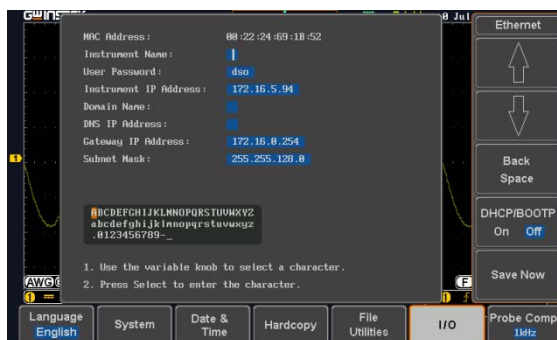 GWINS
0 Jul
Ethernet
MAC Address: 00:22:24:69:1B:52
Instrument Name:
User Password: dso
Instrument IP Address: 172.16.5.94
Domain Name:
DNS IP Address:
Gateway IP Address: 172.16.0.254
Subnet Mask: 255.255.128.0
ABCDEFGHIJKLMNOPQRSTUVWXYZ
abcdefghijklmnopqrstuvwxyz
.0123456789-_
1. Use the variable knob to select a character.
2. Press Select to enter the character.
Back
Space
DHCP/BOOTP
On Off
Save Now
1
AWG
F
1
Language
English
System
Date &
Time
Hardcopy
File
Utilities
I/O
Probe Comp
1kHz